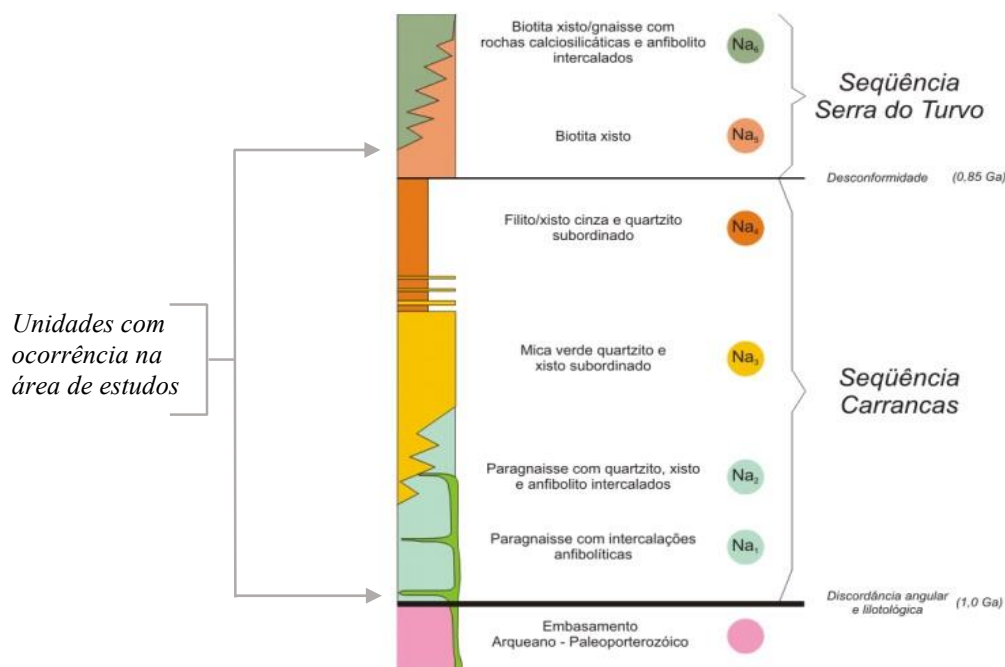 Biotita xisto/gnaisse com
rochas calciosilicáticas e anfibolito
intercalados
Na₆
Seqüência
Serra do Turvo
Biotita xisto
Na₅
Desconformidade (0,85 Ga)
Filito/xisto cinza e quartzito
subordinado
Na₄
Unidades com
ocorrência na
área de estudos
Mica verde quartzito e
xisto subordinado
Na₃
Seqüência
Carrancas
Paragnaisse com quartzito, xisto
e anfibolito intercalados
Na₂
Paragnaisse com intercalações
anfibolíticas
Na₁
Discordância angular
e lilotológica (1,0 Ga)
Embasamento
Arqueano - Paleoporterozóico